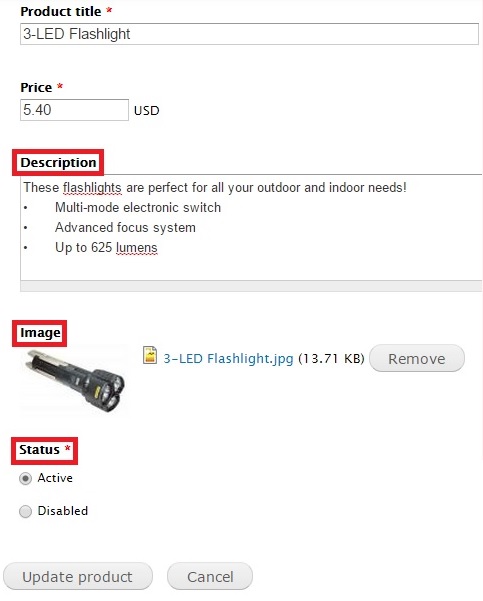 Product title *
3-LED Flashlight
Price *
5.40 USD
Description
These flashlights are perfect for all your outdoor and indoor needs!
• Multi-mode electronic switch
• Advanced focus system
• Up to 625 lumens
Image
3-LED Flashlight.jpg (13.71 KB) Remove
Status *
Active
Disabled
Update product Cancel